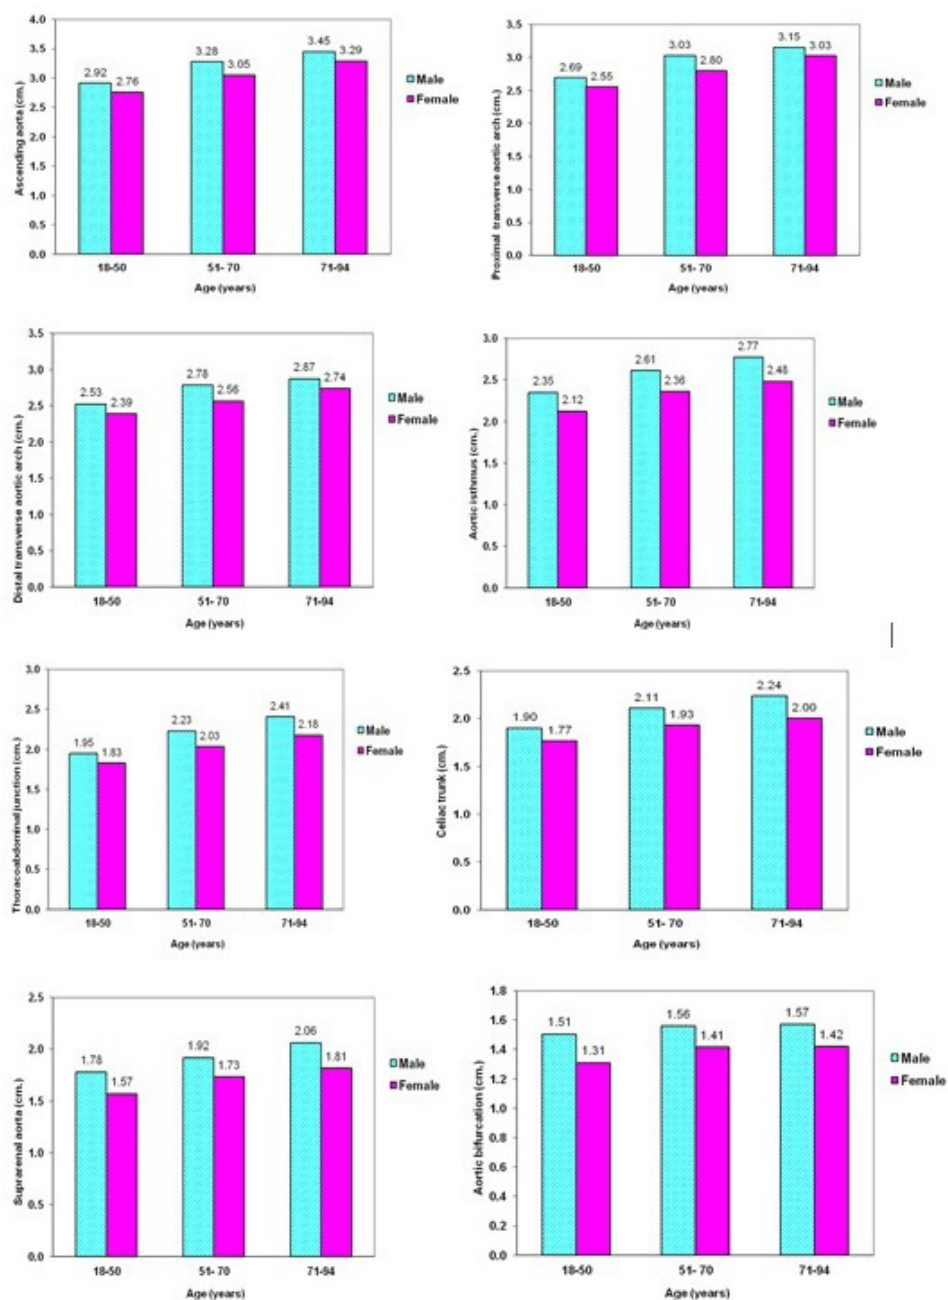 Ascending aorta (cm.)
4.0
3.5
3.0
2.5
2.0
1.5
1.0
0.5
0.0
2.92 2.76
3.28 3.05
3.45 3.29
18-50 51- 70 71-94
Age (years)
Male
Female
Proximal transverse aortic arch (cm.)
3.5
3.0
2.5
2.0
1.5
1.0
0.5
0.0
2.69 2.55
3.03 2.80
3.15 3.03
18-50 51- 70 71-94
Age (years)
Male
Female
Distal transverse aortic arch (cm.)
3.5
3.0
2.5
2.0
1.5
1.0
0.5
0.0
2.53 2.39
2.78 2.56
2.87 2.74
18-50 51- 70 71-94
Age (years)
Male
Female
Aortic isthmus (cm.)
3.0
2.5
2.0
1.5
1.0
0.5
0.0
2.35 2.12
2.61 2.36
2.77 2.48
18-50 51- 70 71-94
Age (years)
Male
Female
Thoracoabdominal junction (cm.)
3.0
2.5
2.0
1.5
1.0
0.5
0.0
1.95 1.83
2.23 2.03
2.41 2.18
18-50 51- 70 71-94
Age (years)
Male
Female
Celiac trunk (cm.)
2.5
2.0
1.5
1.0
0.5
0.0
1.90 1.77
2.11 1.93
2.24 2.00
18-50 51- 70 71-94
Age (years)
Male
Female
Suprarenal aorta (cm.)
2.5
2.0
1.5
1.0
0.5
0.0
1.78 1.57
1.92 1.73
2.06 1.81
18-50 51- 70 71-94
Age (years)
Male
Female
Aortic bifurcation (cm.)
1.8
1.6
1.4
1.2
1.0
0.8
0.6
0.4
0.2
0.0
1.51 1.31
1.56 1.41
1.57 1.42
18-50 51- 70 71-94
Age (years)
Male
Female